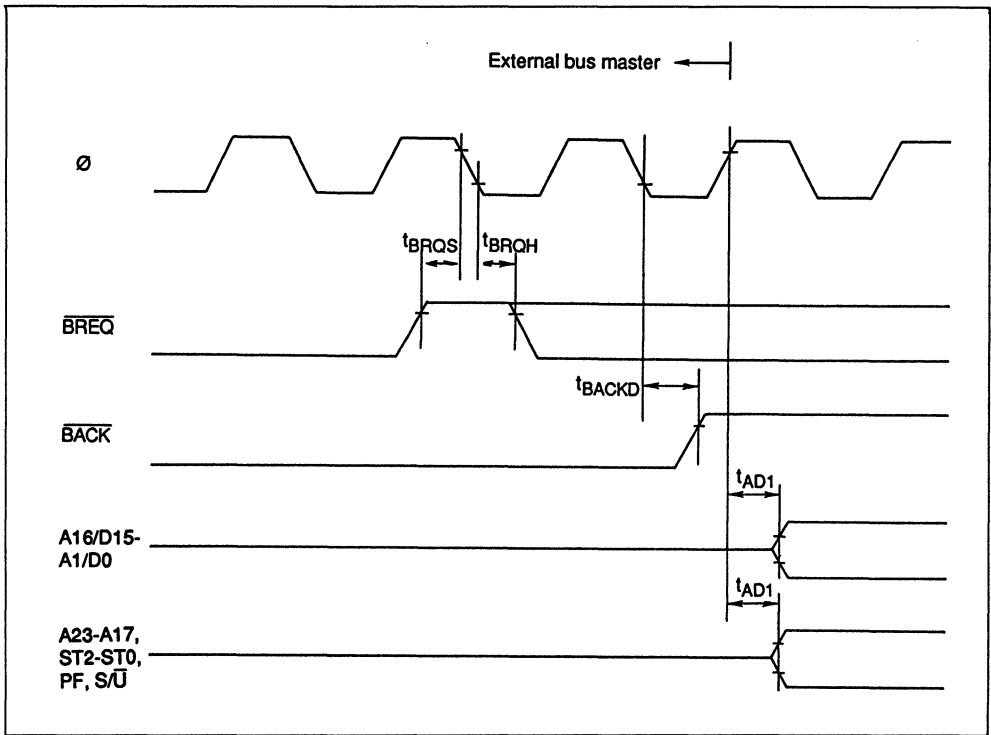 External bus master
Ø
tBRQS tBRQH
BREQ
tBACKD
BACK
tAD1
A16/D15-
A1/D0
tAD1
A23-A17,
ST2-ST0,
PF, S/U̅